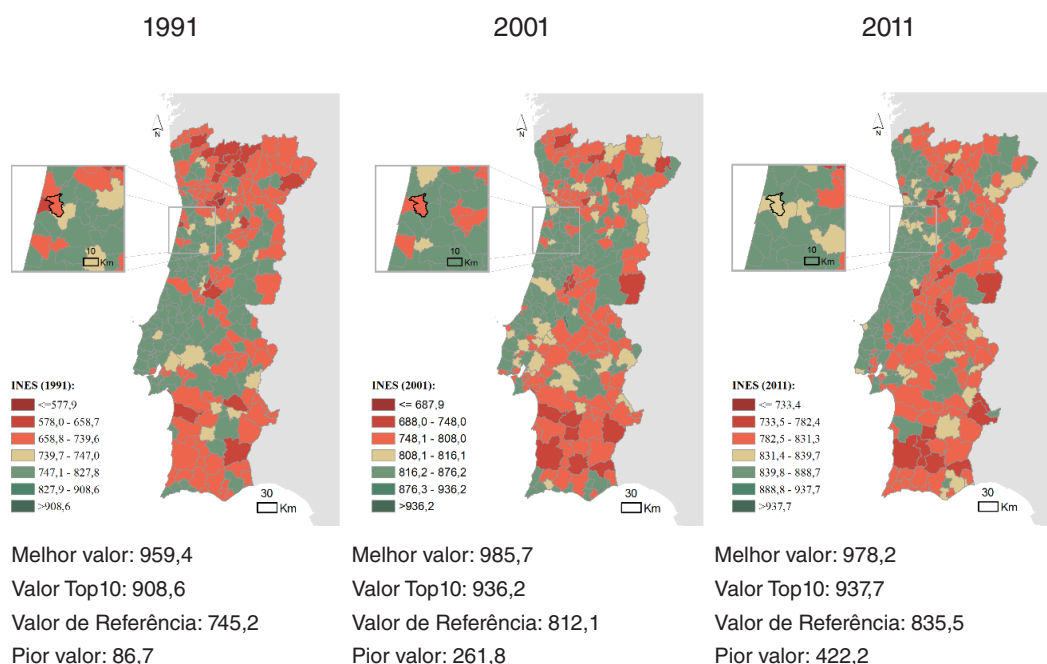 1991
2001
2011
N
10
Km
INES (1991):
<=577,9
578,0 - 658,7
658,8 - 739,6
739,7 - 747,0
747,1 - 827,8
827,9 - 908,6
>908,6
30
Km
N
10
Km
INES (2001):
<= 687,9
688,0 - 748,0
748,1 - 808,0
808,1 - 816,1
816,2 - 876,2
876,3 - 936,2
>936,2
30
Km
N
10
Km
INES (2011):
<= 733,4
733,5 - 782,4
782,5 - 831,3
831,4 - 839,7
839,8 - 888,7
888,8 - 937,7
>937,7
30
Km
Melhor valor: 959,4
Valor Top10: 908,6
Valor de Referência: 745,2
Pior valor: 86,7
Melhor valor: 985,7
Valor Top10: 936,2
Valor de Referência: 812,1
Pior valor: 261,8
Melhor valor: 978,2
Valor Top10: 937,7
Valor de Referência: 835,5
Pior valor: 422,2